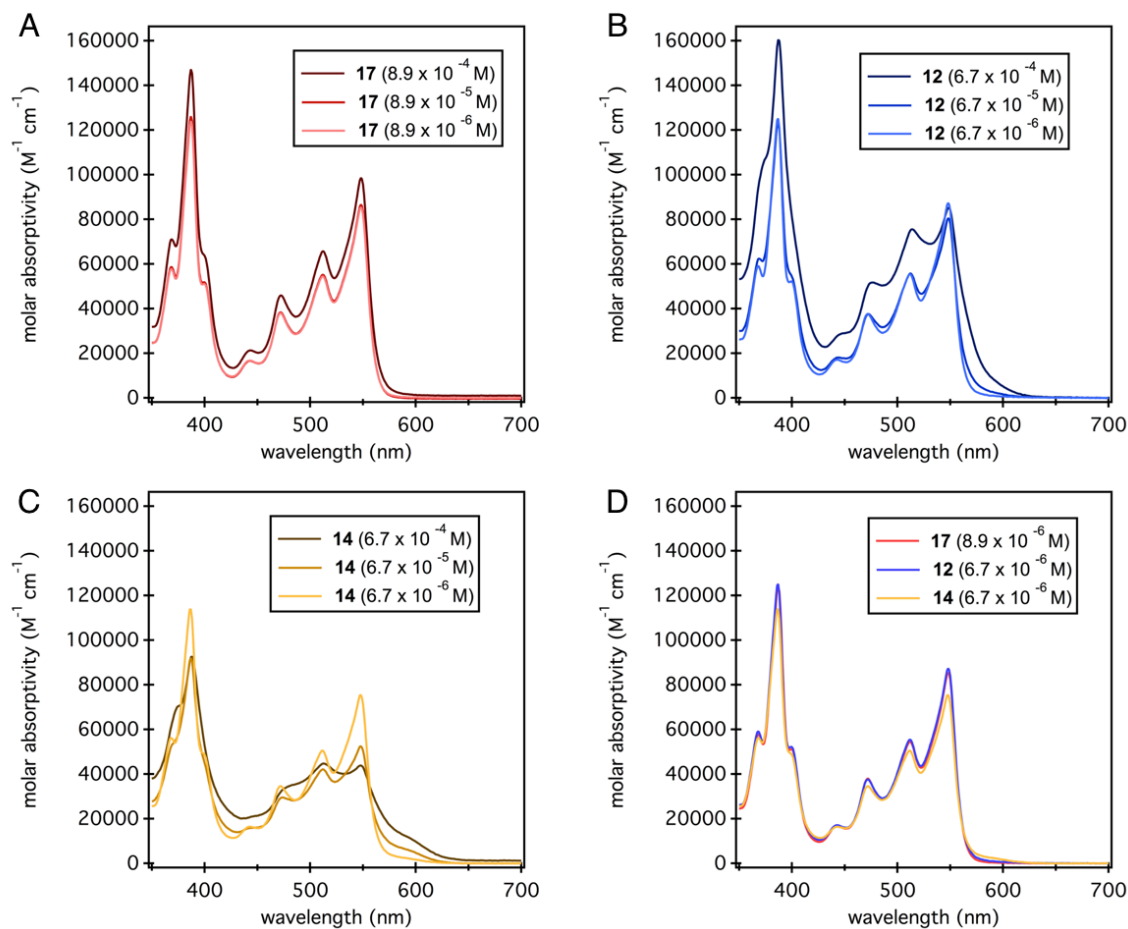 A
160000
140000
120000
100000
80000
60000
40000
20000
0
molar absorptivity (M⁻¹ cm⁻¹)
17 (8.9 x 10 ⁻⁴ M)
17 (8.9 x 10 ⁻⁵ M)
17 (8.9 x 10 ⁻⁶ M)
400 500 600 700
wavelength (nm)
B
160000
140000
120000
100000
80000
60000
40000
20000
0
molar absorptivity (M⁻¹ cm⁻¹)
12 (6.7 x 10 ⁻⁴ M)
12 (6.7 x 10 ⁻⁵ M)
12 (6.7 x 10 ⁻⁶ M)
400 500 600 700
wavelength (nm)
C
160000
140000
120000
100000
80000
60000
40000
20000
0
molar absorptivity (M⁻¹ cm⁻¹)
14 (6.7 x 10 ⁻⁴ M)
14 (6.7 x 10 ⁻⁵ M)
14 (6.7 x 10 ⁻⁶ M)
400 500 600 700
wavelength (nm)
D
160000
140000
120000
100000
80000
60000
40000
20000
0
molar absorptivity (M⁻¹ cm⁻¹)
17 (8.9 x 10 ⁻⁶ M)
12 (6.7 x 10 ⁻⁶ M)
14 (6.7 x 10 ⁻⁶ M)
400 500 600 700
wavelength (nm)